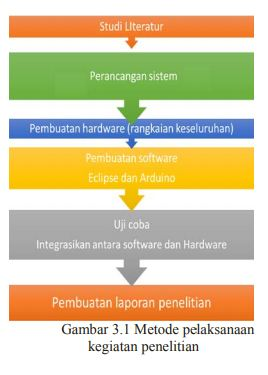 Studi LIteratur
Perancangan sistem
Pembuatan hardware (rangkaian keseluruhan)
Pembuatan software
Eclipse dan Arduino
Uji coba
Integrasikan antara software dan Hardware
Pembuatan laporan penelitian
Gambar 3.1 Metode pelaksanaan
kegiatan penelitian